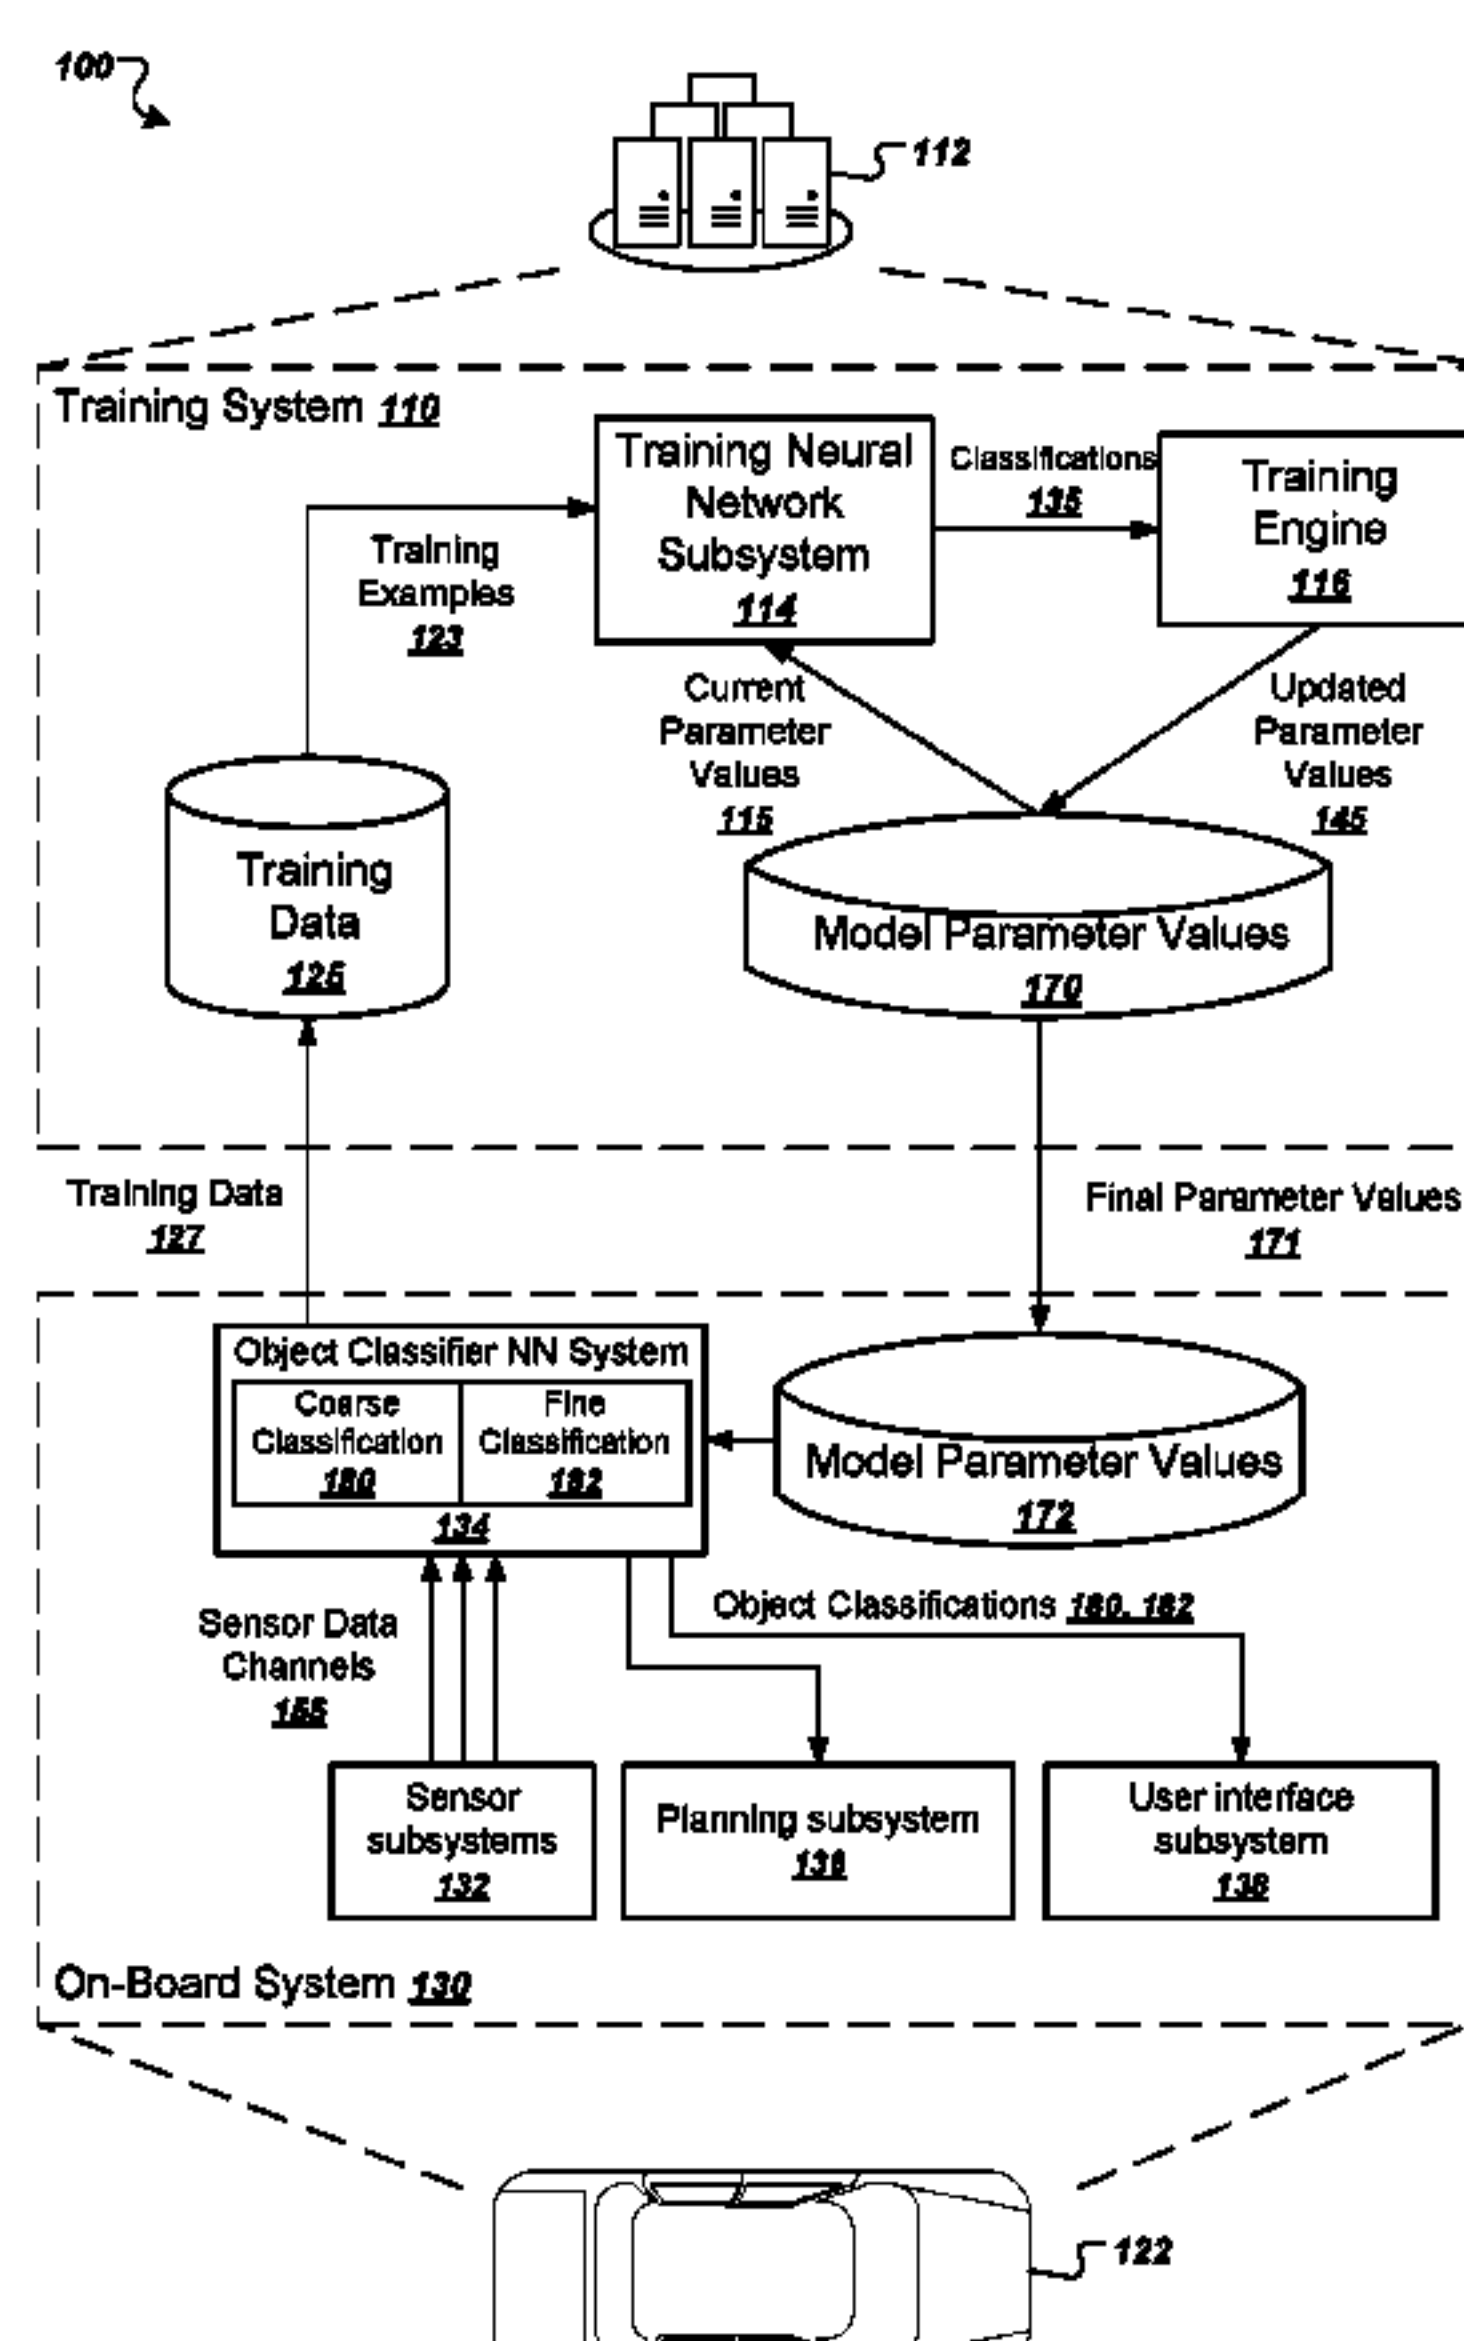 100
112
Training System 110
Training Neural
Network
Subsystem
114
Classifications
135
Training
Engine
116
Training
Examples
123
Current
Parameter
Values
115
Updated
Parameter
Values
145
Training
Data
125
Model Parameter Values
170
Training Data
127
Final Parameter Values
171
Object Classifier NN System
Coarse
Classification
180
Fine
Classification
182
134
Model Parameter Values
172
Object Classifications 180, 182
Sensor Data
Channels
155
Sensor
subsystems
132
Planning subsystem
136
User interface
subsystem
138
On-Board System 130
122